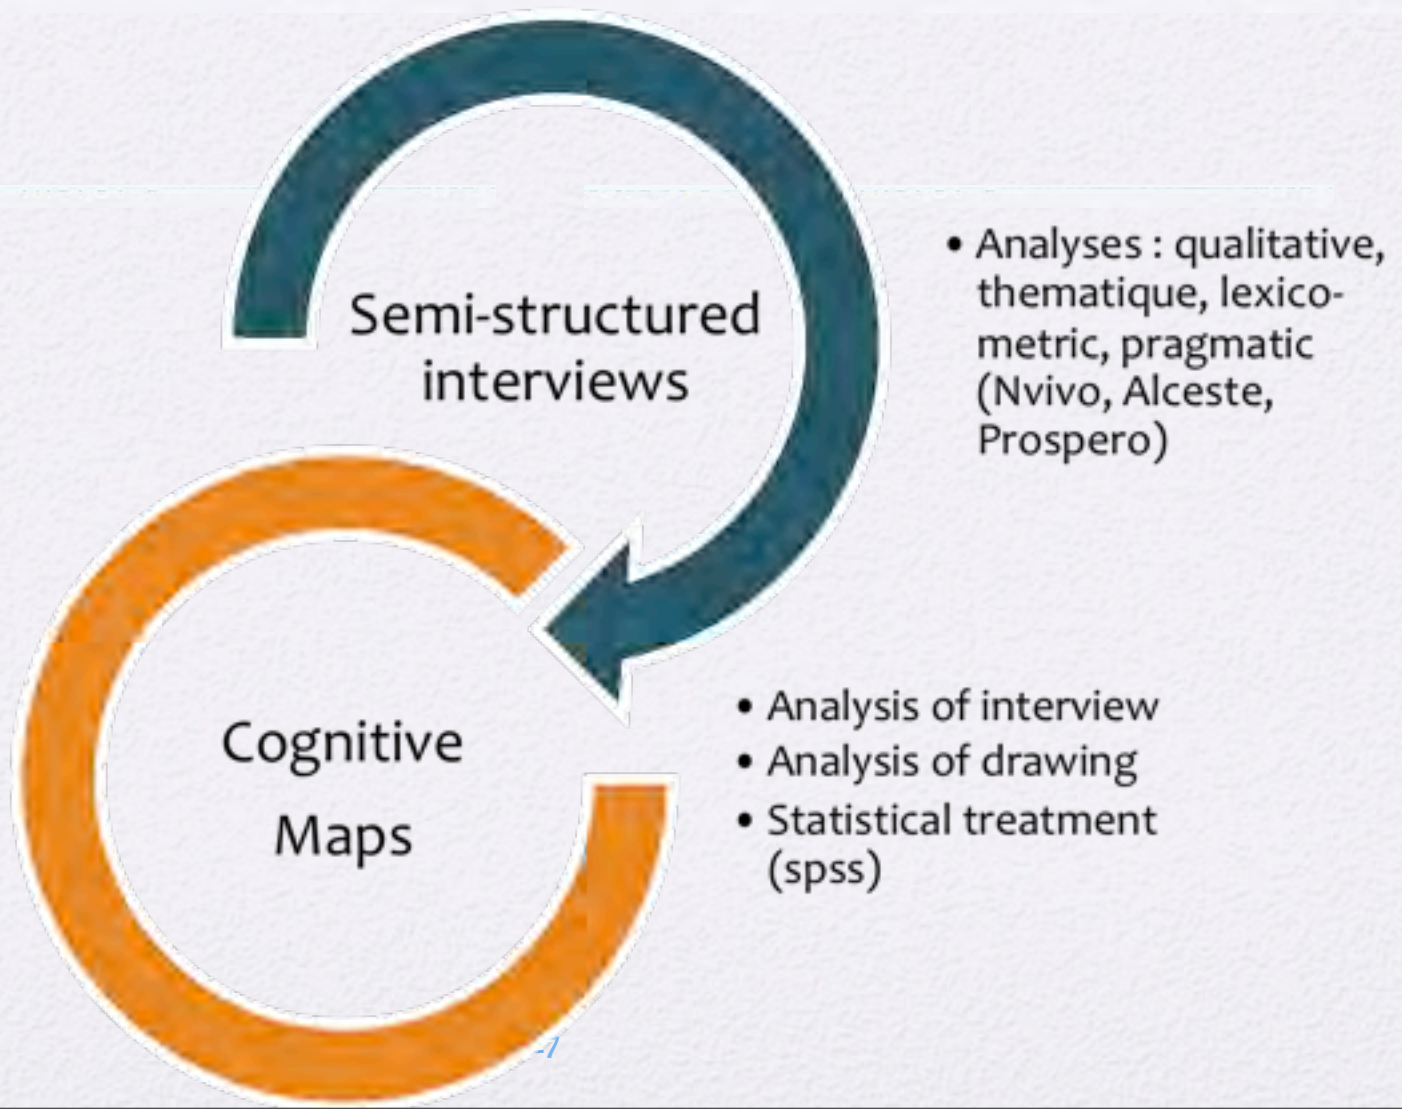 Semi-structured
interviews
• Analyses : qualitative,
thematique, lexico-
metric, pragmatic
(Nvivo, Alceste,
Prospero)
Cognitive
Maps
• Analysis of interview
• Analysis of drawing
• Statistical treatment
(spss)
-1